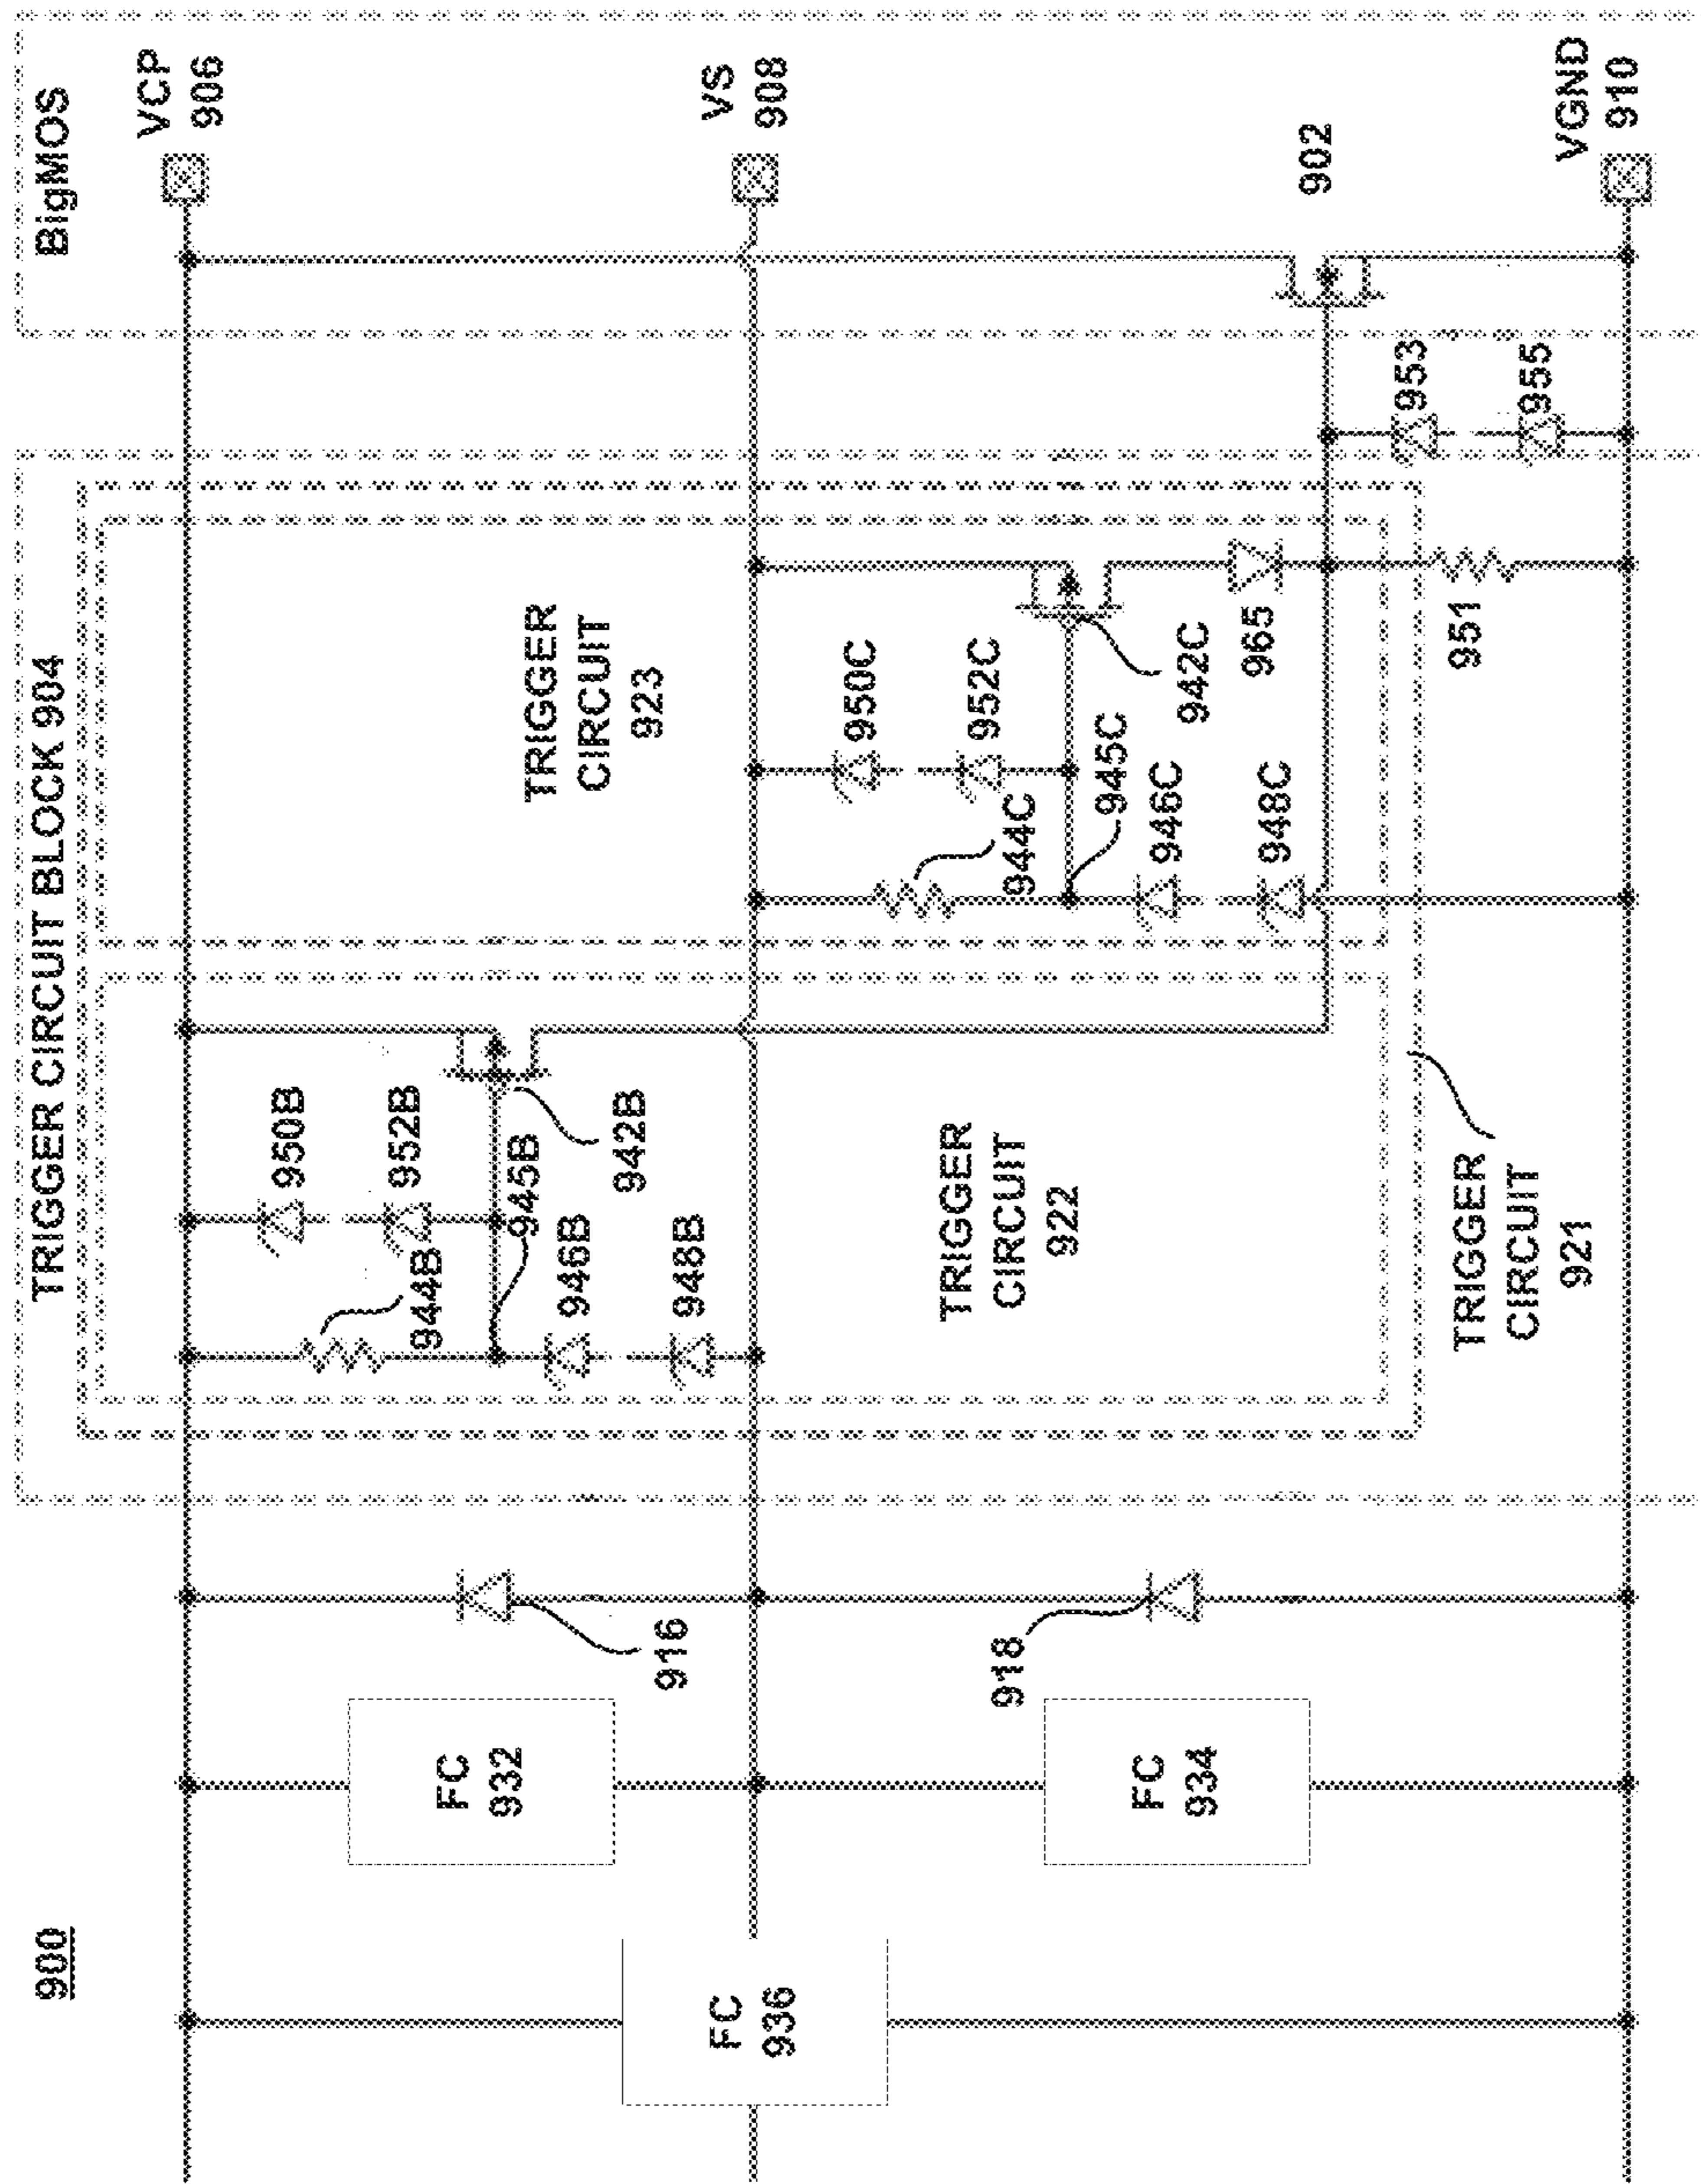 900
TRIGGER CIRCUIT BLOCK 904
BigMOS
VCP
906
VS
908
VGND
910
902
FC
936
FC
932
FC
934
916
918
944B
950B
952B
945B
946B
948B
942B
TRIGGER
CIRCUIT
922
TRIGGER
CIRCUIT
923
950C
952C
944C
945C
946C
948C
942C
965
951
953
955
TRIGGER
CIRCUIT
921